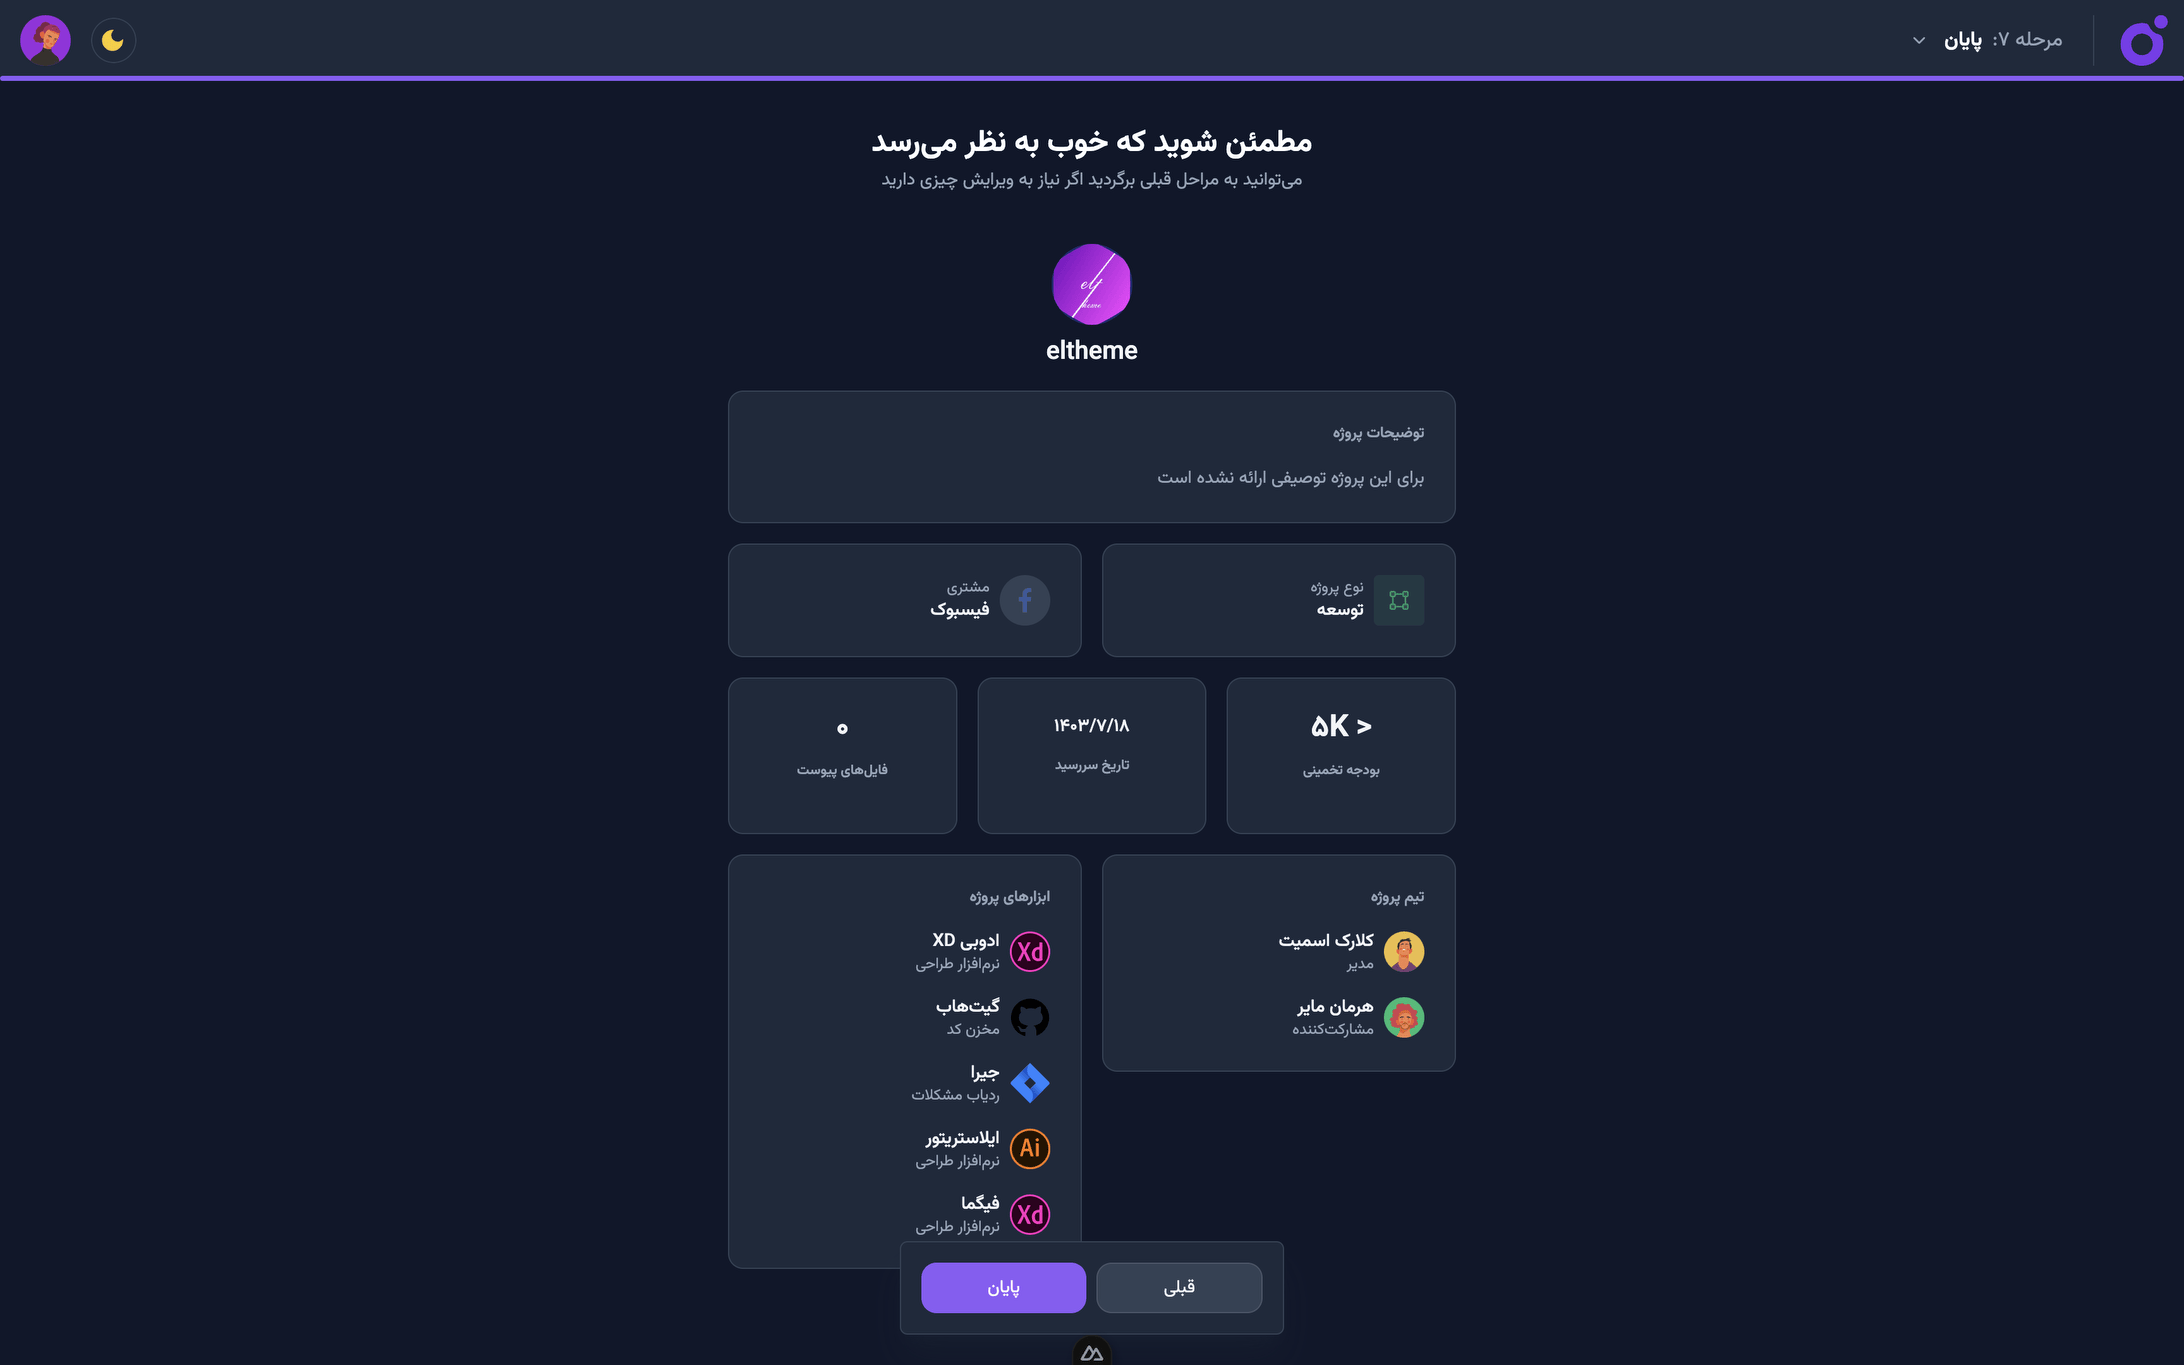 مرحله ۷: پایان
مطمئن شوید که خوب به نظر می‌رسد
می‌توانید به مراحل قبلی برگردید اگر نیاز به ویرایش چیزی دارید
elt
heme
eltheme
توضیحات پروژه
برای این پروژه توصیفی ارائه نشده است
نوع پروژه
توسعه
مشتری
فیسبوک
< ۵K
بودجه تخمینی
۱۴۰۳/۷/۱۸
تاریخ سررسید
۰
فایل‌های پیوست
تیم پروژه
کلارک اسمیت
مدیر
هرمان مایر
مشارکت‌کننده
ابزارهای پروژه
Xd
ادوبی XD
نرم‌افزار طراحی
گیت‌هاب
مخزن کد
جیرا
ردیاب مشکلات
Ai
ایلاستریتور
نرم‌افزار طراحی
Xd
فیگما
نرم‌افزار طراحی
قبلی
پایان